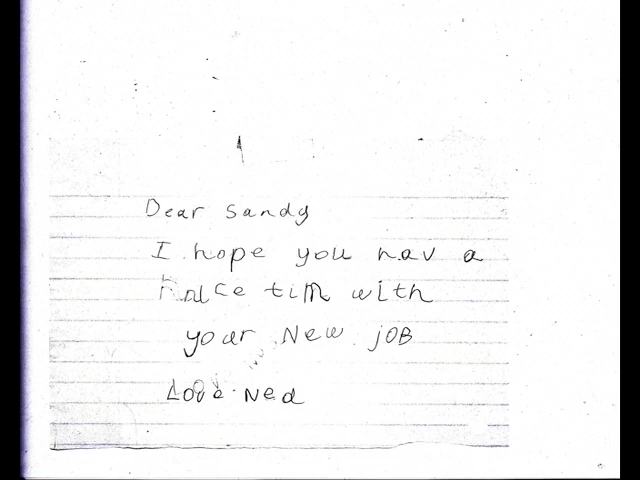 Dear Sandy
I hope you hav a
nice tim with
your New jOB
Love Ned